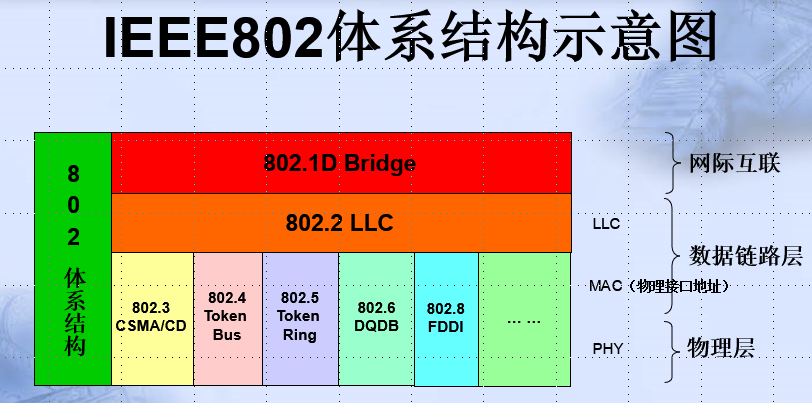 IEEE802体系结构示意图
802体系结构
802.1D Bridge
网际互联
802.2 LLC
LLC
数据链路层
802.3
CSMA/CD
802.4
Token
Bus
802.5
Token
Ring
802.6
DQDB
802.8
FDDI
... ...
MAC（物理接口地址）
PHY
物理层